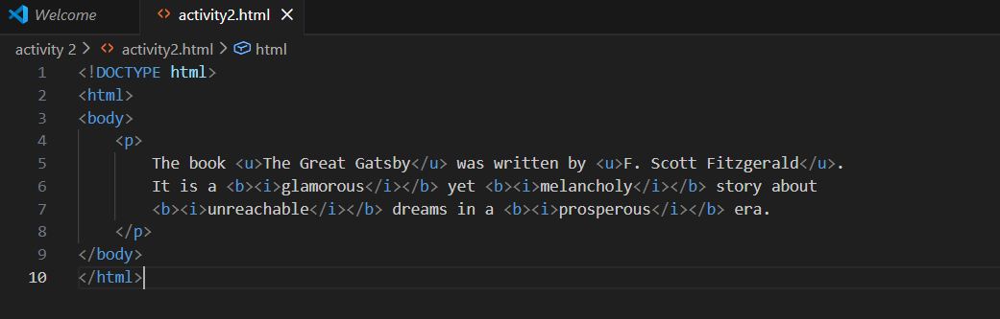 Welcome activity2.html
activity 2 > activity2.html > html
1 <!DOCTYPE html>
2 <html>
3 <body>
4 <p>
5 The book <u>The Great Gatsby</u> was written by <u>F. Scott Fitzgerald</u>.
6 It is a <b><i>glamorous</i></b> yet <b><i>melancholy</i></b> story about
7 <b><i>unreachable</i></b> dreams in a <b><i>prosperous</i></b> era.
8 </p>
9 </body>
10 </html>